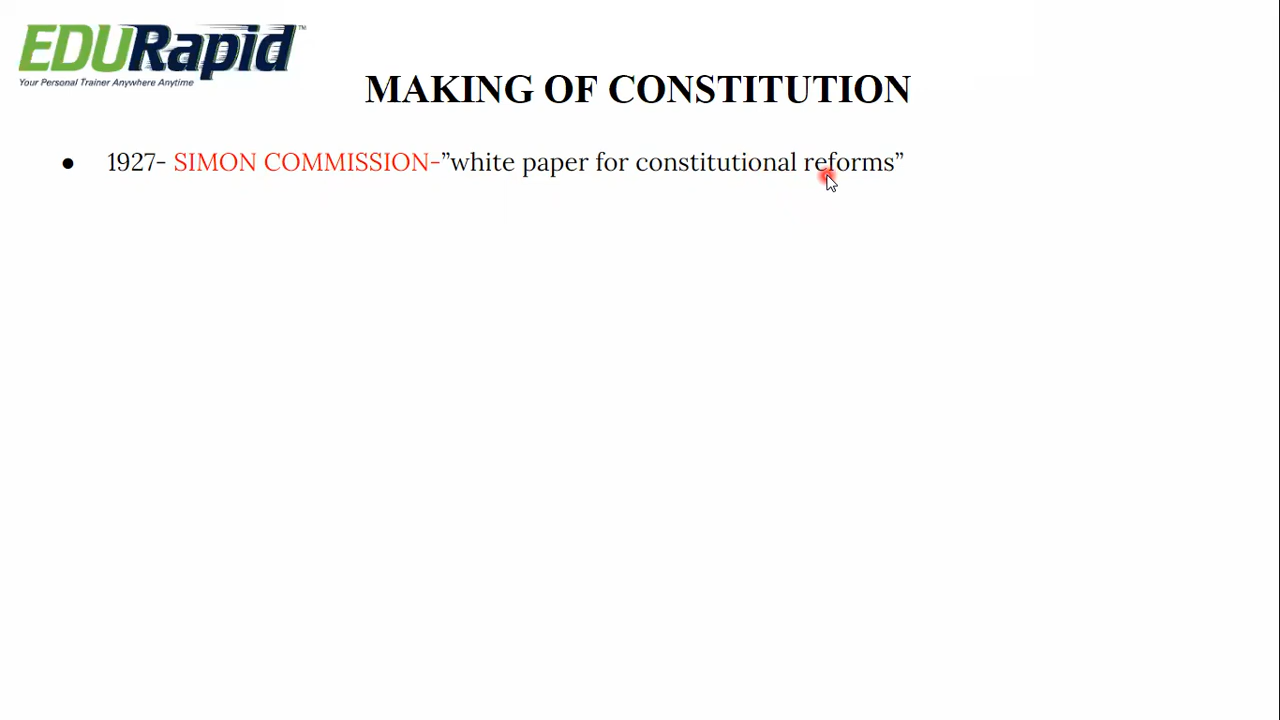 EDURapid™
Your Personal Trainer Anywhere Anytime
MAKING OF CONSTITUTION
● 1927- SIMON COMMISSION-”white paper for constitutional reforms”